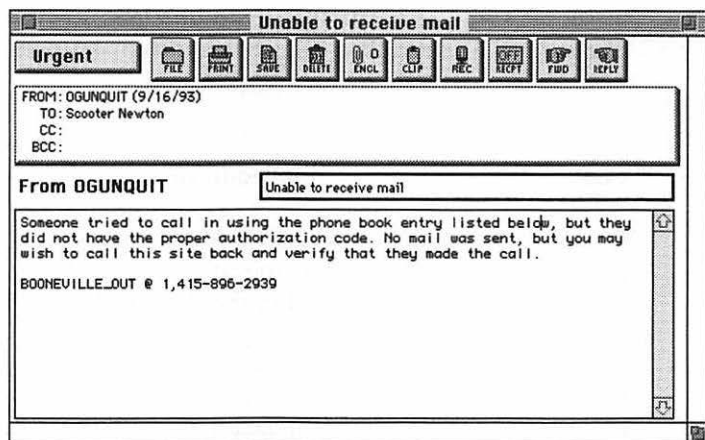 Unable to receive mail
Urgent
FILE PRINT SAVE DELETE 0 ENCL CLIP REC OFF RECPT FWD REPLY
FROM: OGUNQUIT (9/16/93)
TO: Scooter Newton
CC:
BCC:
From OGUNQUIT
Unable to receive mail
Someone tried to call in using the phone book entry listed below, but they
did not have the proper authorization code. No mail was sent, but you may
wish to call this site back and verify that they made the call.
BOONEVILLE_OUT @ 1,415-896-2939